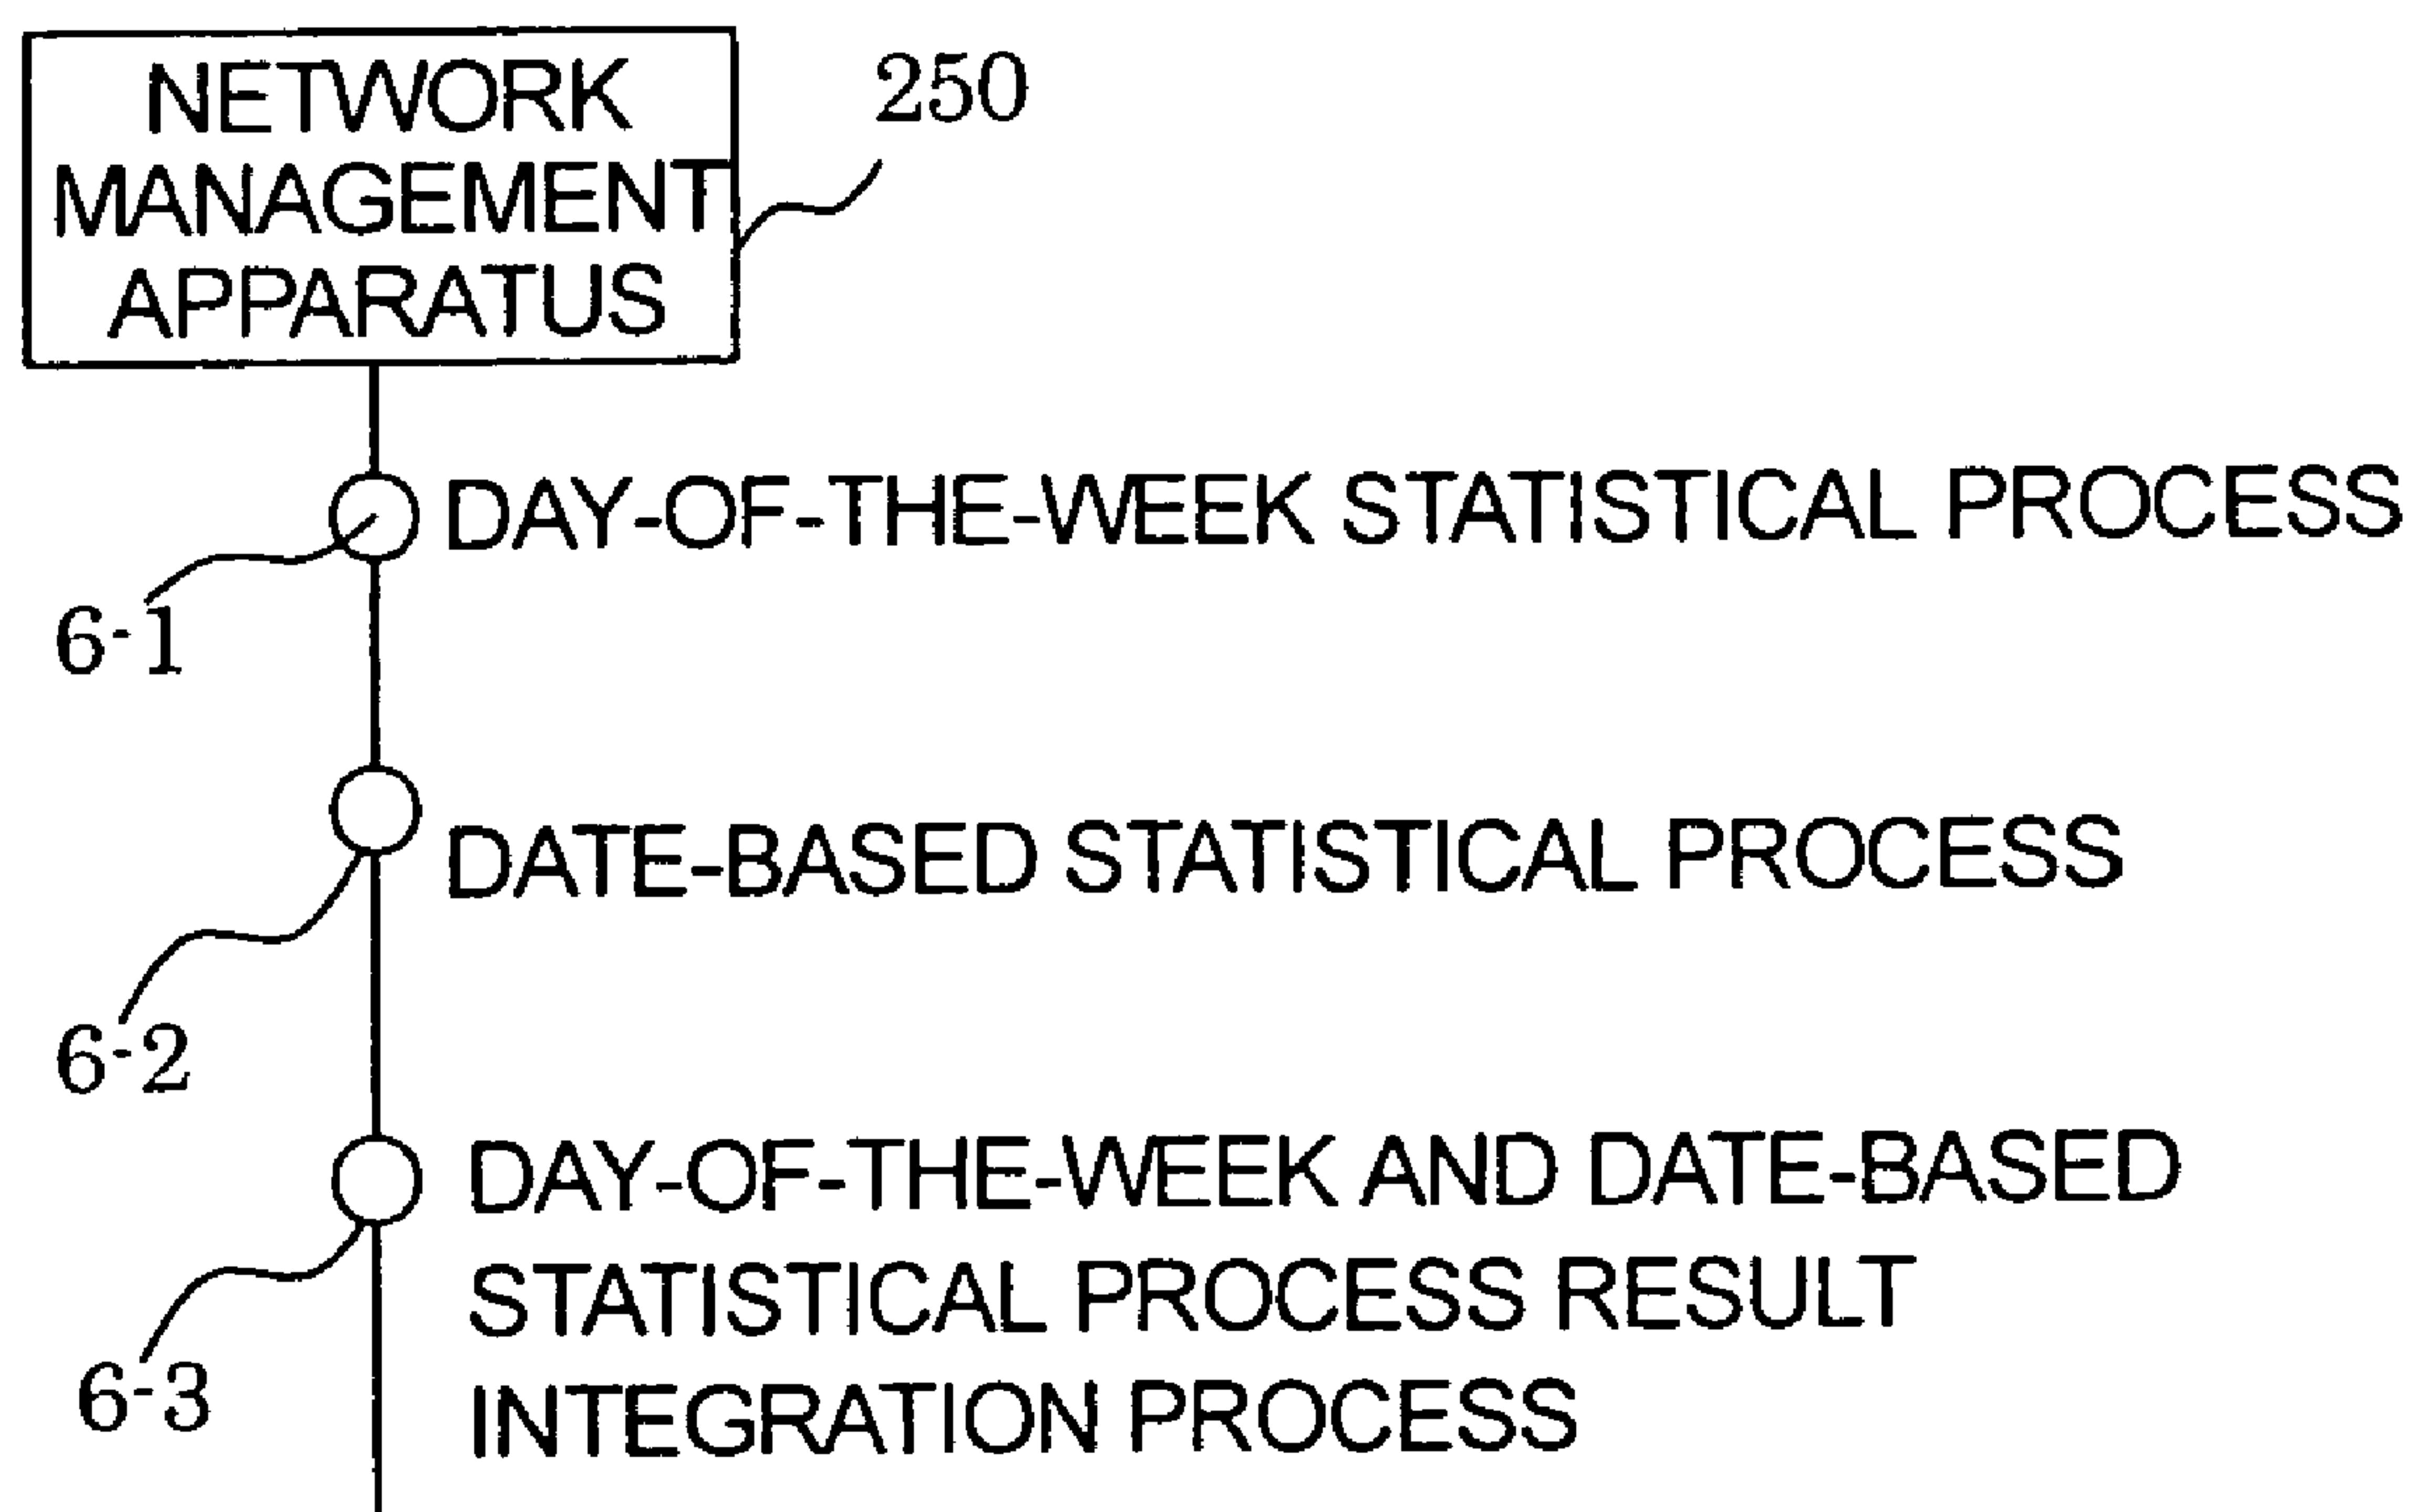 NETWORK
MANAGEMENT
APPARATUS
250
DAY-OF-THE-WEEK STATISTICAL PROCESS
6-1
DATE-BASED STATISTICAL PROCESS
6-2
DAY-OF-THE-WEEK AND DATE-BASED
STATISTICAL PROCESS RESULT
INTEGRATION PROCESS
6-3